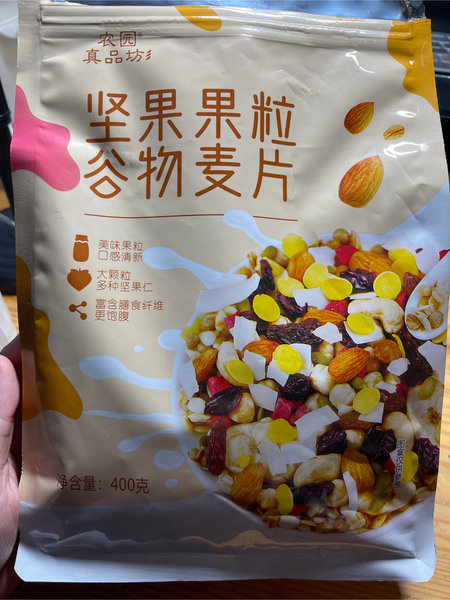 农园®
真品坊
坚果果粒
谷物麦片
美味果粒
口感清新
大颗粒
多种坚果仁
富含膳食纤维
更饱腹
净含量：400克